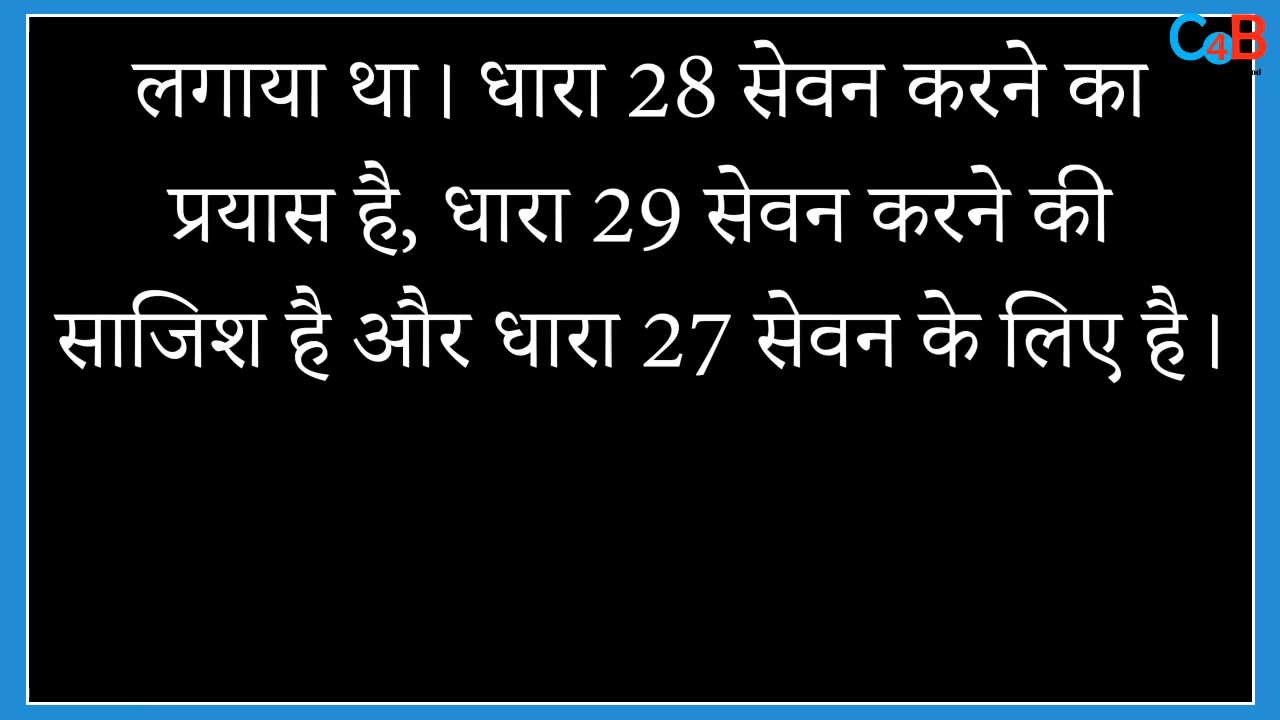 C4B
लगाया था। धारा 28 सेवन करने का
प्रयास है, धारा 29 सेवन करने की
साजिश है और धारा 27 सेवन के लिए है।